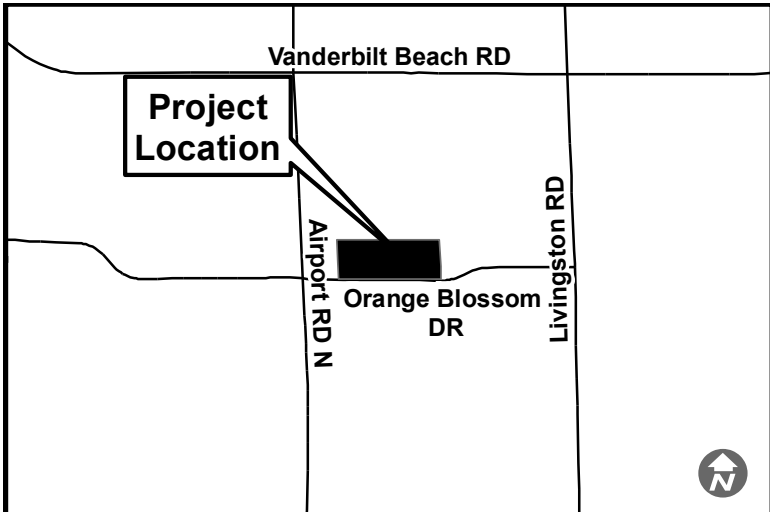 Vanderbilt Beach RD
Project
Location
Airport RD N
Livingston RD
Orange Blossom
DR
N